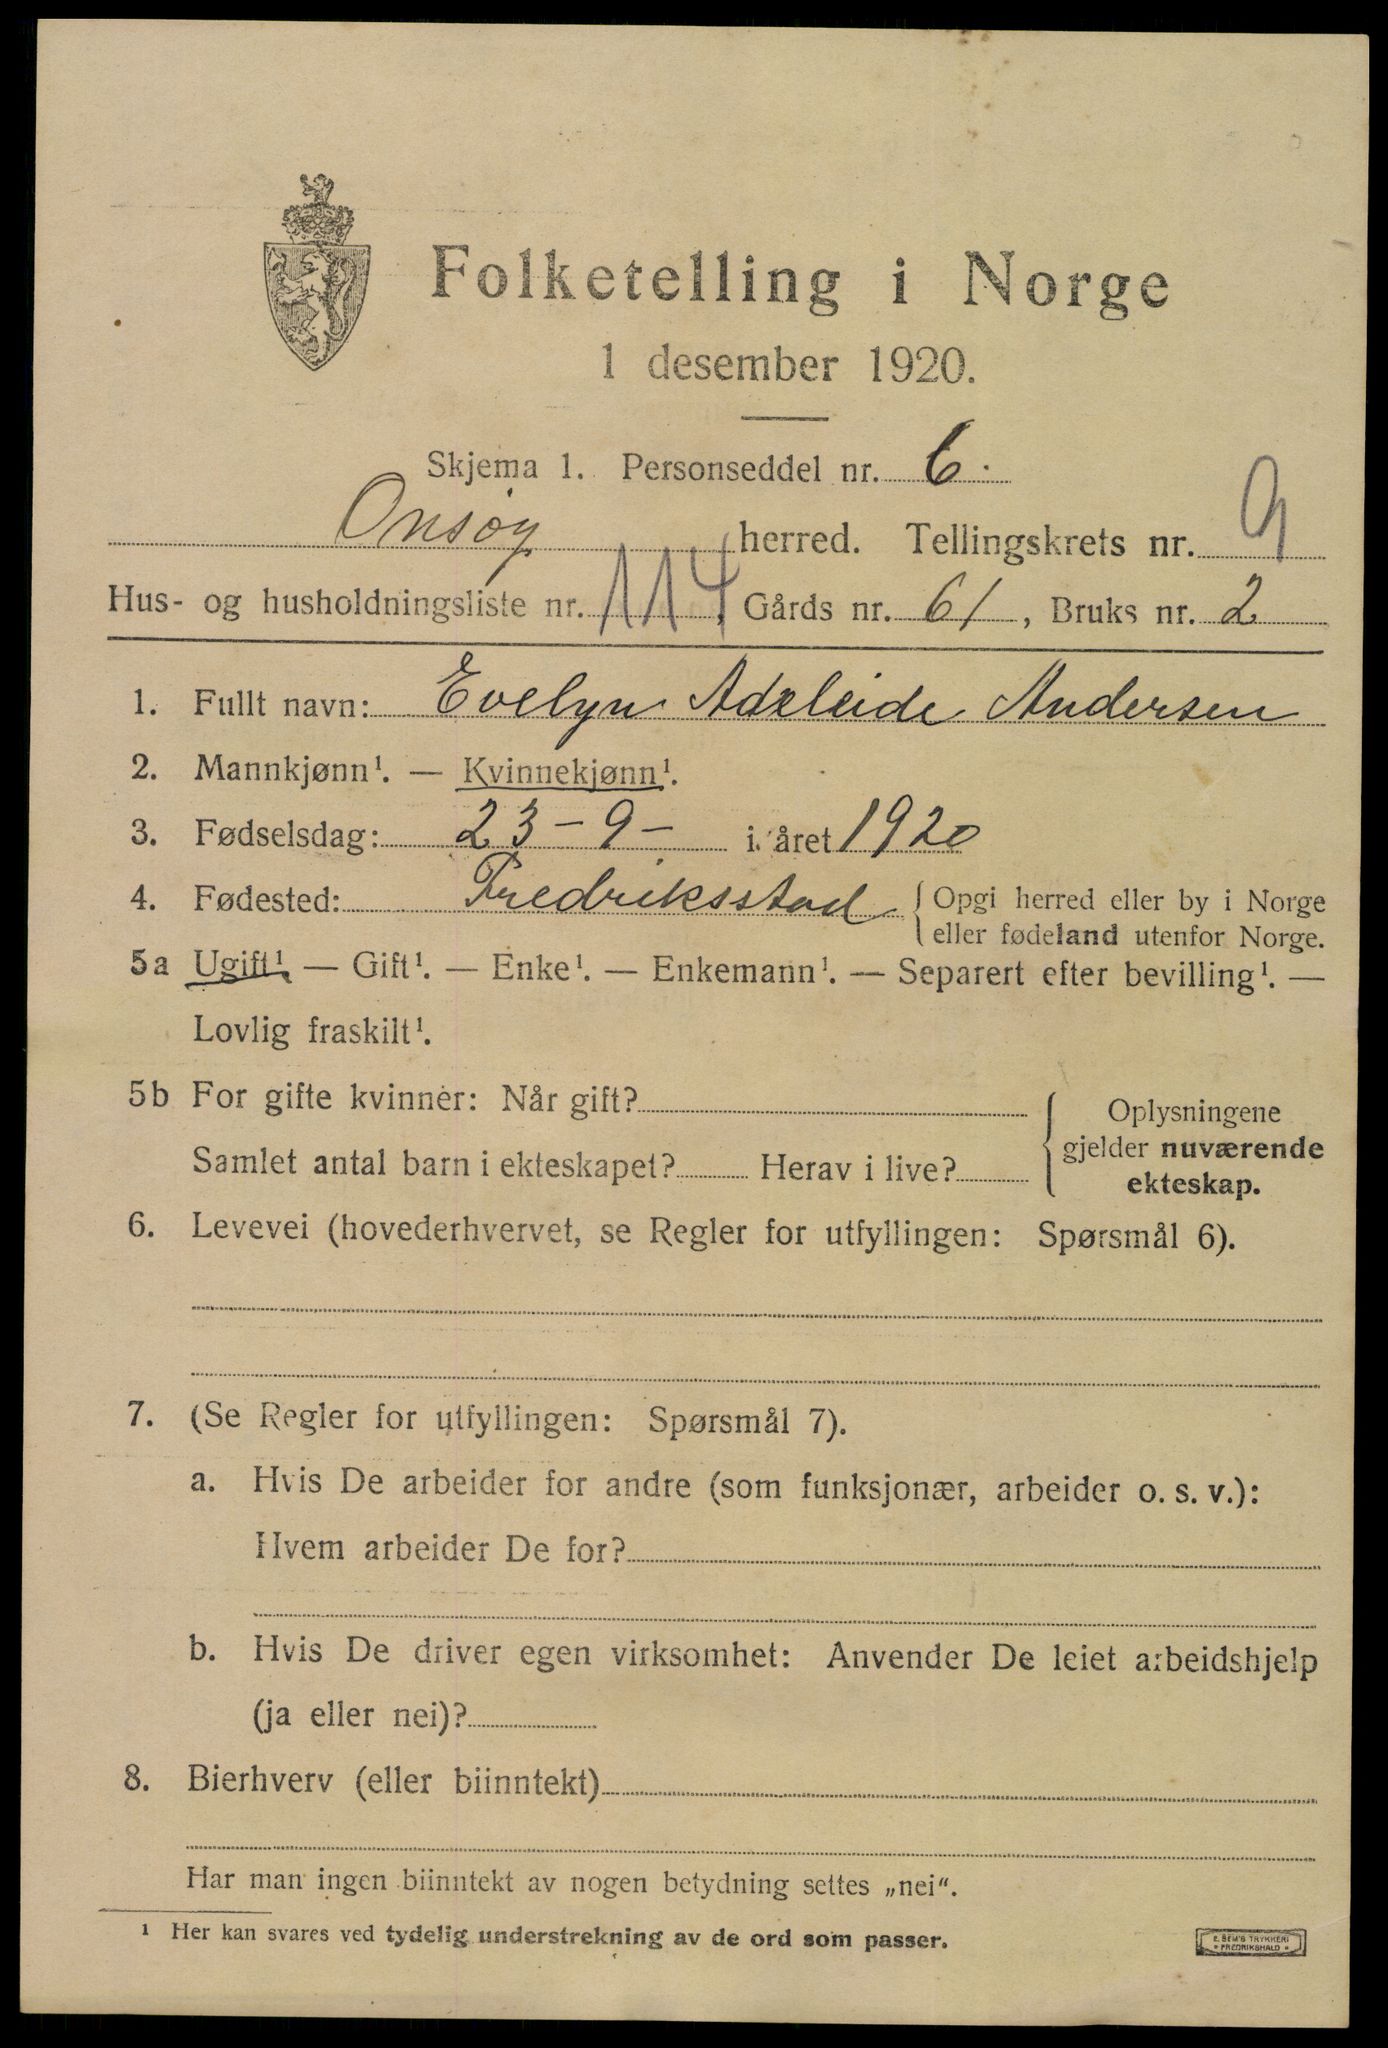 Folketelling i Norge
1 desember 1920.
Skjema 1. Personseddel nr. 6.
Onsöy herred. Tellingskrets nr. 9
Hus- og husholdningsliste nr. 114, Gårds nr. 61, Bruks nr. 2
1. Fullt navn: Evelyn Adeleide Andersen
2. Mannkjønn¹. — Kvinnekjønn¹.
3. Fødselsdag: 23-9- i året 1920
4. Fødested: Fredriksstad { Opgi herred eller by i Norge
eller fødeland utenfor Norge.
5a Ugift¹ — Gift¹. — Enke¹. — Enkemann¹. — Separert efter bevilling¹. —
Lovlig fraskilt¹.
5b For gifte kvinner: Når gift?
Samlet antal barn i ekteskapet? Herav i live?
Oplysningene
gjelder nuværende
ekteskap.
6. Levevei (hovederhvervet, se Regler for utfyllingen: Spørsmål 6).
7. (Se Regler for utfyllingen: Spørsmål 7).
a. Hvis De arbeider for andre (som funksjonær, arbeider o. s. v.):
Hvem arbeider De for?
b. Hvis De driver egen virksomhet: Anvender De leiet arbeidshjelp
(ja eller nei)?
8. Bierhverv (eller biinntekt)
Har man ingen biinntekt av nogen betydning settes „nei“.
¹ Her kan svares ved tydelig understrekning av de ord som passer.
E. SEM'S TRYKKERI
FREDRIKSHALD